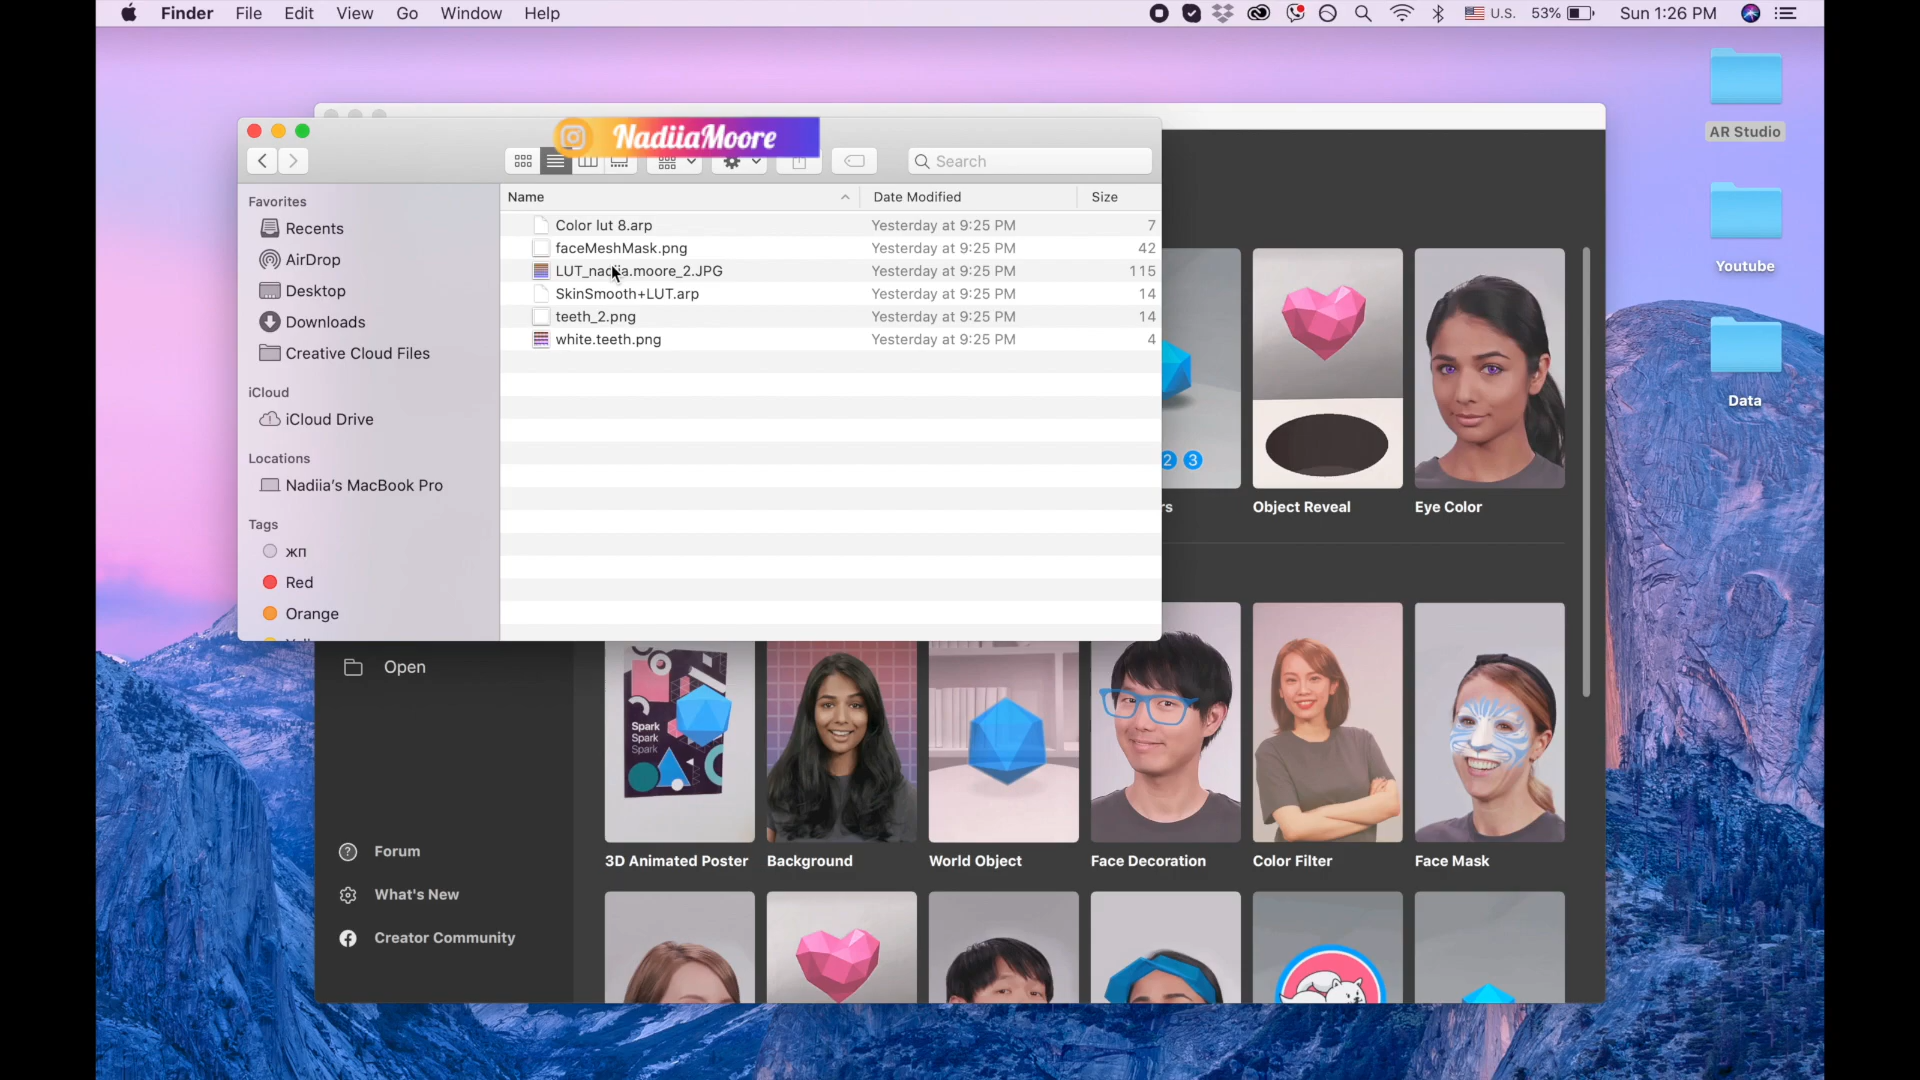 Finder File Edit View Go Window Help U.S. 53% Sun 1:26 PM
AR Studio
Youtube
Data
NadiiaMoore
Search
Favorites
Recents
AirDrop
Desktop
Downloads
Creative Cloud Files
iCloud
iCloud Drive
Locations
Nadiia's MacBook Pro
Tags
жп
Red
Orange
Name Date Modified Size
Color lut 8.arp Yesterday at 9:25 PM 7
faceMeshMask.png Yesterday at 9:25 PM 42
LUT_nadiia.moore_2.JPG Yesterday at 9:25 PM 115
SkinSmooth+LUT.arp Yesterday at 9:25 PM 14
teeth_2.png Yesterday at 9:25 PM 14
white.teeth.png Yesterday at 9:25 PM 4
2 3
rs Object Reveal Eye Color
Open
Spark
Spark
Spark
3D Animated Poster Background World Object Face Decoration Color Filter Face Mask
Forum
What's New
Creator Community